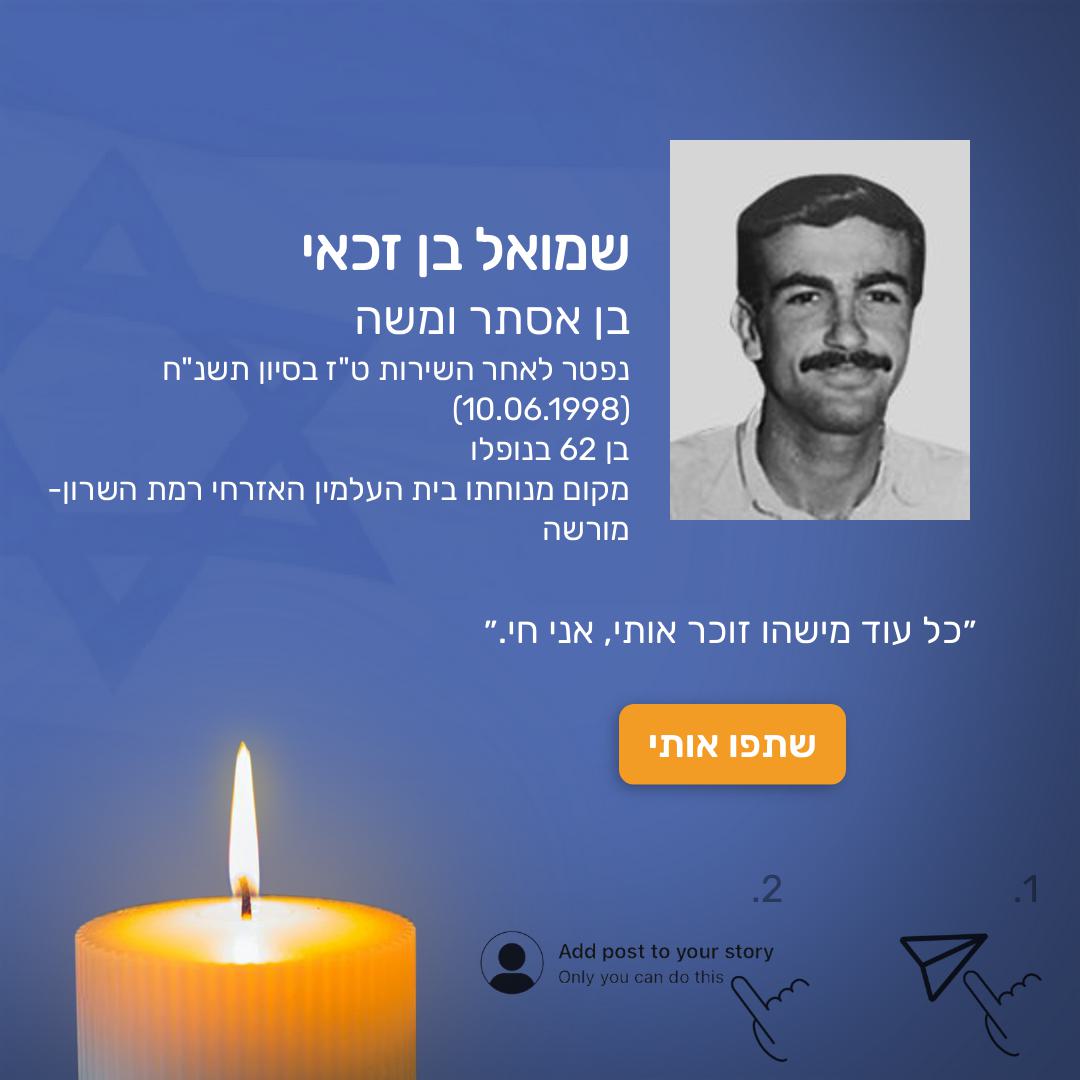 שמואל בן זכאי
בן אסתר ומשה
נפטר לאחר השירות ט"ז בסיון תשנ"ח
(10.06.1998)
בן 62 בנופלו
מקום מנוחתו בית העלמין האזרחי רמת השרון-
מורשה
״כל עוד מישהו זוכר אותי, אני חי.״
שתפו אותי
1.
2.
Add post to your story
Only you can do this